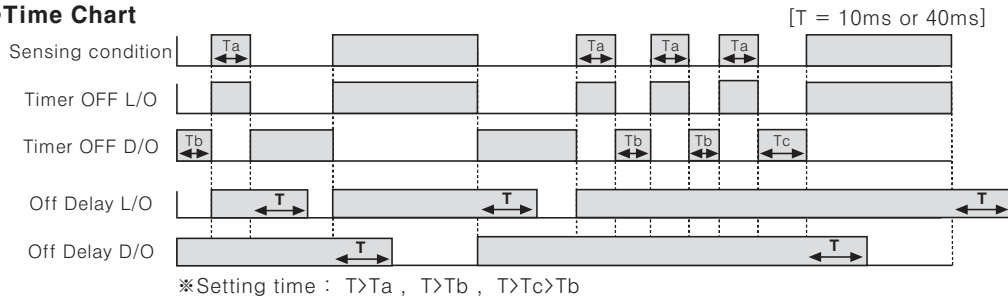 Time Chart
[T = 10ms or 40ms]
Sensing condition Ta Ta Ta Ta
Timer OFF L/O
Timer OFF D/O Tb Tb Tb Tc
Off Delay L/O T T T
Off Delay D/O T T
※Setting time : T>Ta , T>Tb , T>Tc>Tb